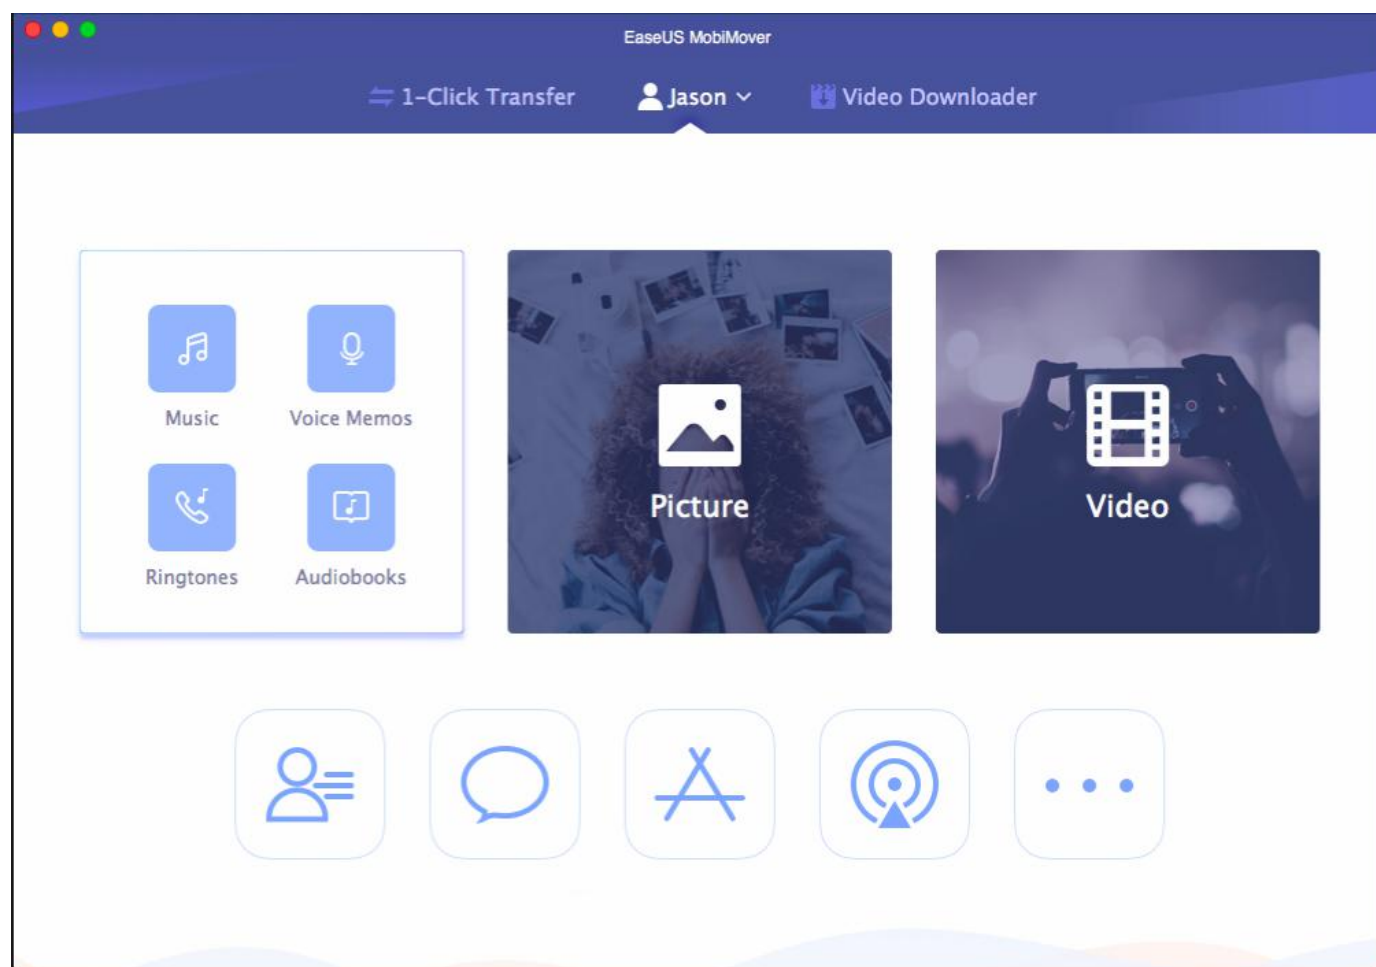 EaseUS MobiMover
1-Click Transfer
Jason
Video Downloader
Music
Voice Memos
Ringtones
Audiobooks
Picture
Video